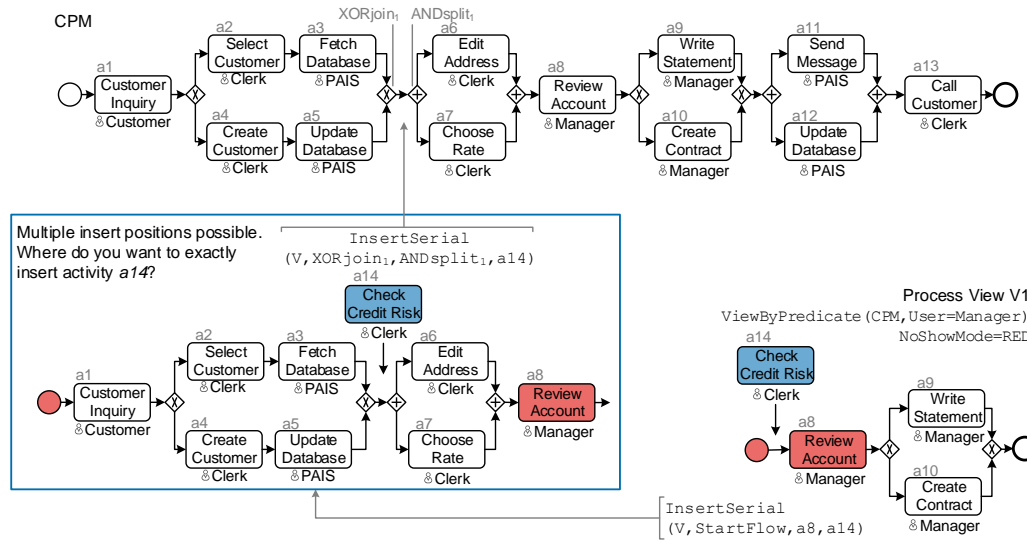 CPM
XORjoin1 ANDsplit1
a1
Customer
Inquiry
Customer
a2
Select
Customer
Clerk
a3
Fetch
Database
PAIS
a4
Create
Customer
Clerk
a5
Update
Database
PAIS
X
X
+
a6
Edit
Address
Clerk
a7
Choose
Rate
Clerk
+
a8
Review
Account
Manager
X
a9
Write
Statement
Manager
a10
Create
Contract
Manager
X
+
a11
Send
Message
PAIS
a12
Update
Database
PAIS
+
a13
Call
Customer
Clerk
Multiple insert positions possible.
Where do you want to exactly
insert activity a14?
InsertSerial
(V,XORjoin1,ANDsplit1,a14)
a14
Check
Credit Risk
Clerk
a1
Customer
Inquiry
Customer
a2
Select
Customer
Clerk
a3
Fetch
Database
PAIS
a4
Create
Customer
Clerk
a5
Update
Database
PAIS
X
X
+
a6
Edit
Address
Clerk
a7
Choose
Rate
Clerk
+
a8
Review
Account
Manager
Process View V1
ViewByPredicate(CPM,User=Manager)
NoShowMode=RED
a14
Check
Credit Risk
Clerk
a8
Review
Account
Manager
X
a9
Write
Statement
Manager
a10
Create
Contract
Manager
X
InsertSerial
(V,StartFlow,a8,a14)